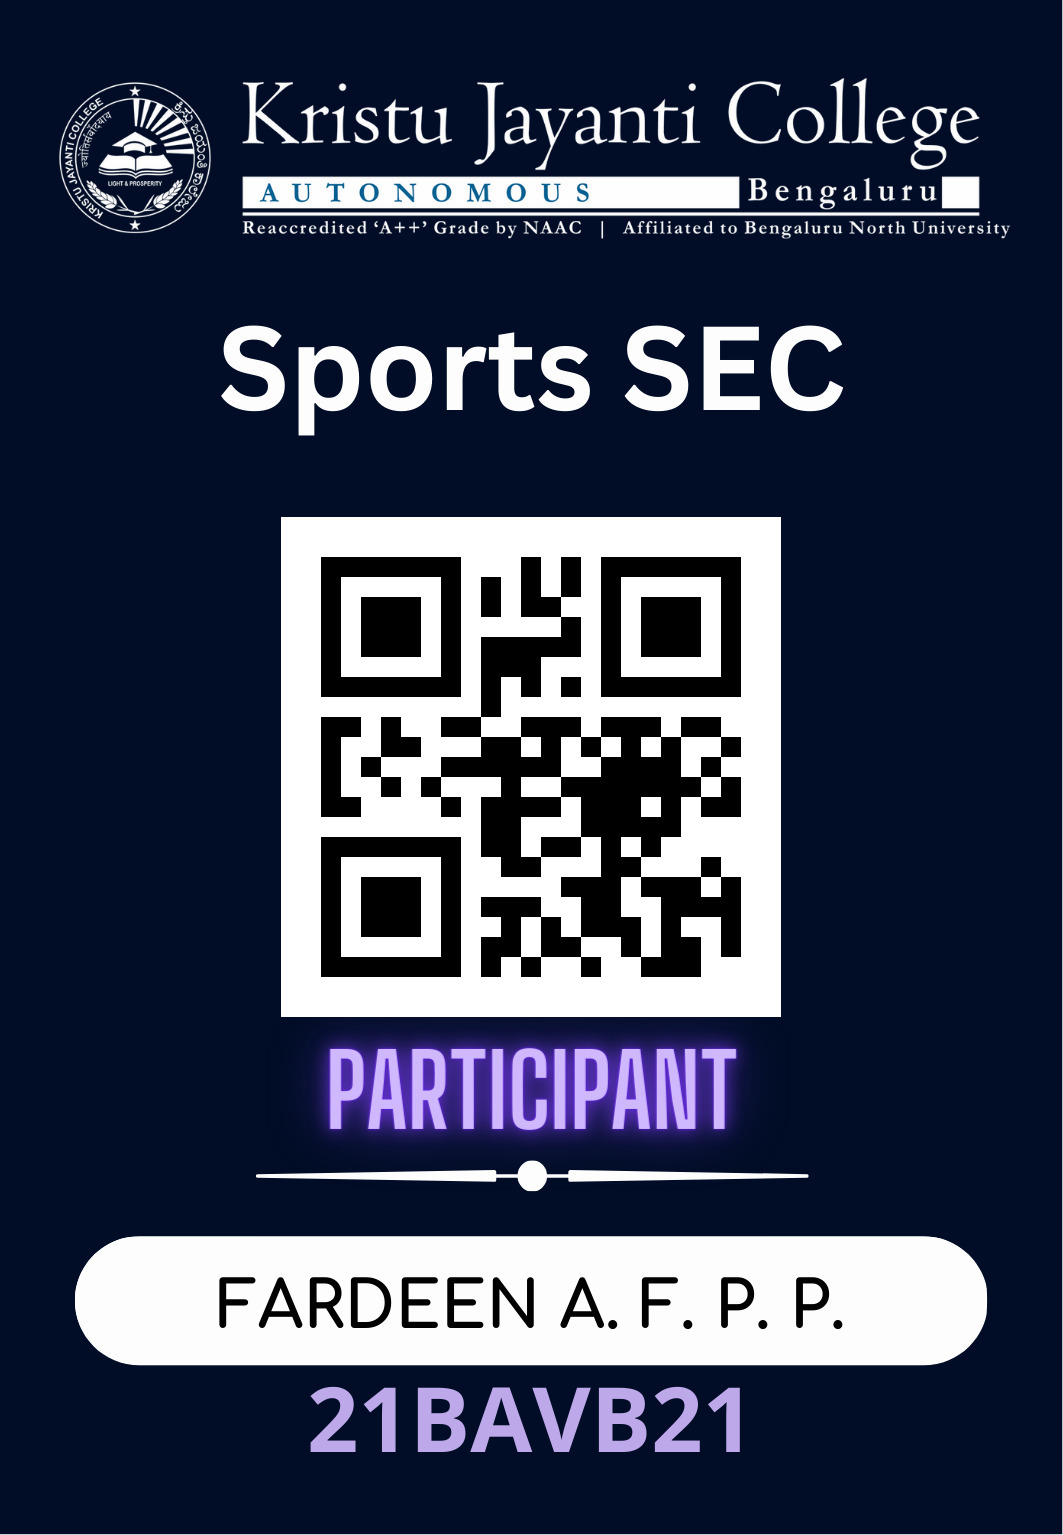 Kristu Jayanti College
AUTONOMOUS Bengaluru
Reaccredited ‘A++’ Grade by NAAC | Affiliated to Bengaluru North University
KRISTU JAYANTI COLLEGE
ಕ್ರಿಸ್ತು ಜಯಂತಿ ಕಾಲೇಜು
LIGHT & PROSPERITY
Sports SEC
PARTICIPANT
FARDEEN A. F. P. P.
21BAVB21